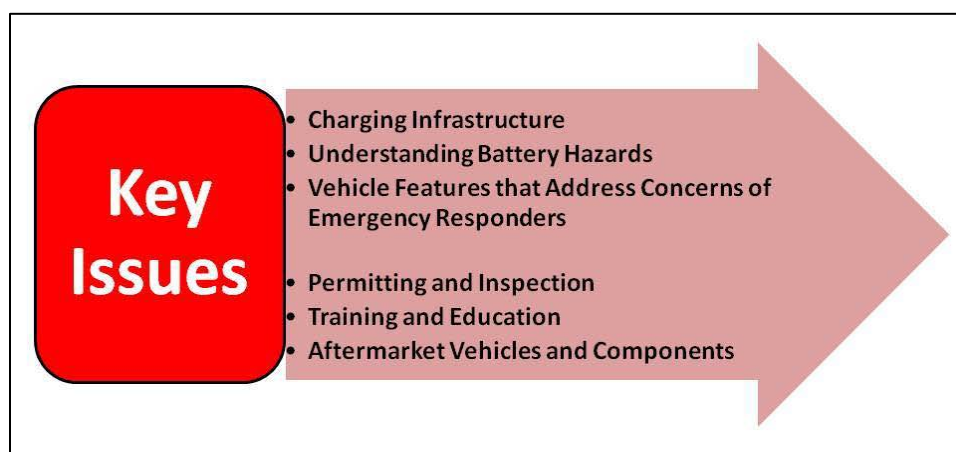 Key
Issues
• Charging Infrastructure
• Understanding Battery Hazards
• Vehicle Features that Address Concerns of
Emergency Responders
• Permitting and Inspection
• Training and Education
• Aftermarket Vehicles and Components